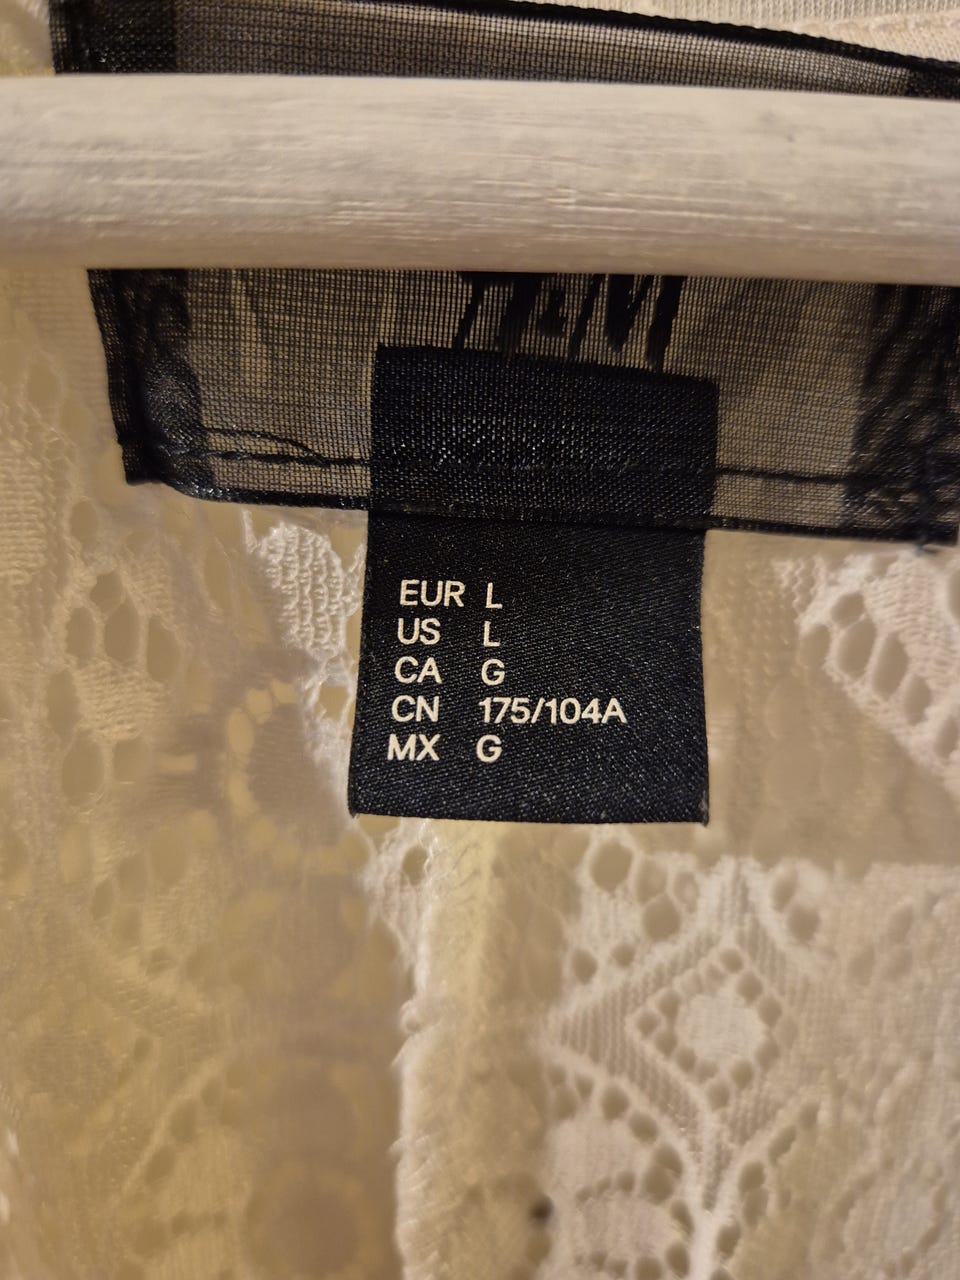 H&M
EUR L
US L
CA G
CN 175/104A
MX G